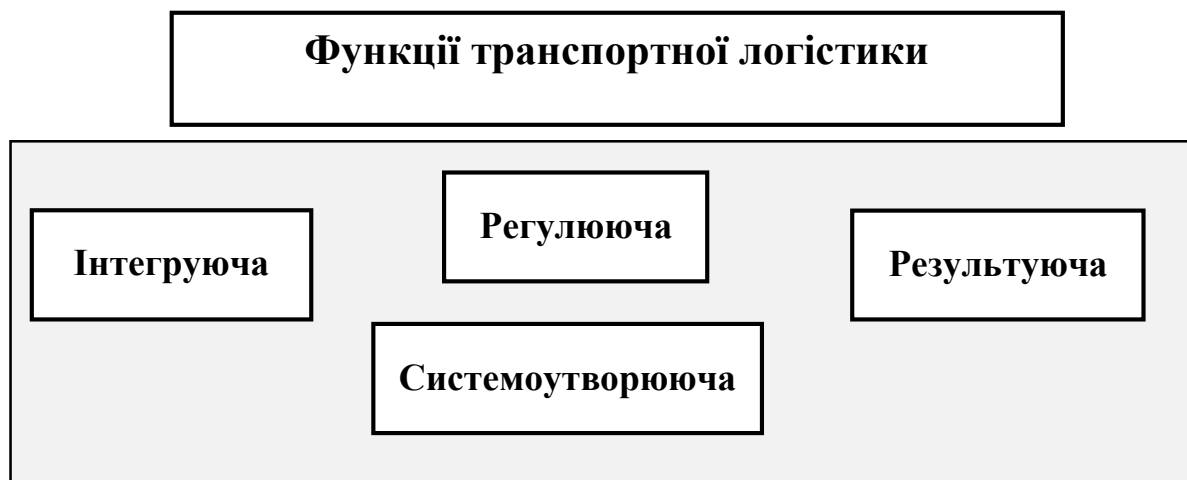 Функції транспортної логістики
Інтегруюча
Регулююча
Результуюча
Системоутворююча